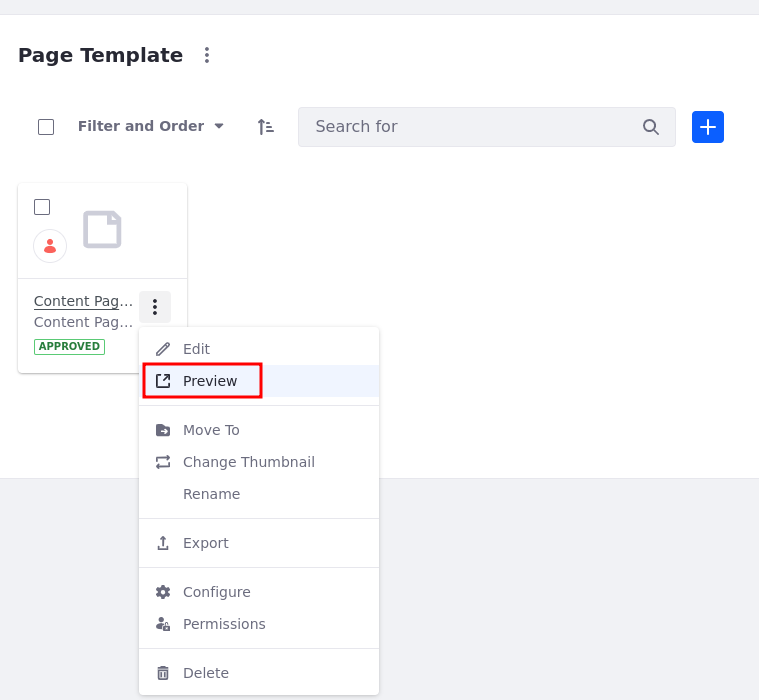 Page Template
Filter and Order
Search for
Content Pag...
Content Pag...
APPROVED
Edit
Preview
Move To
Change Thumbnail
Rename
Export
Configure
Permissions
Delete